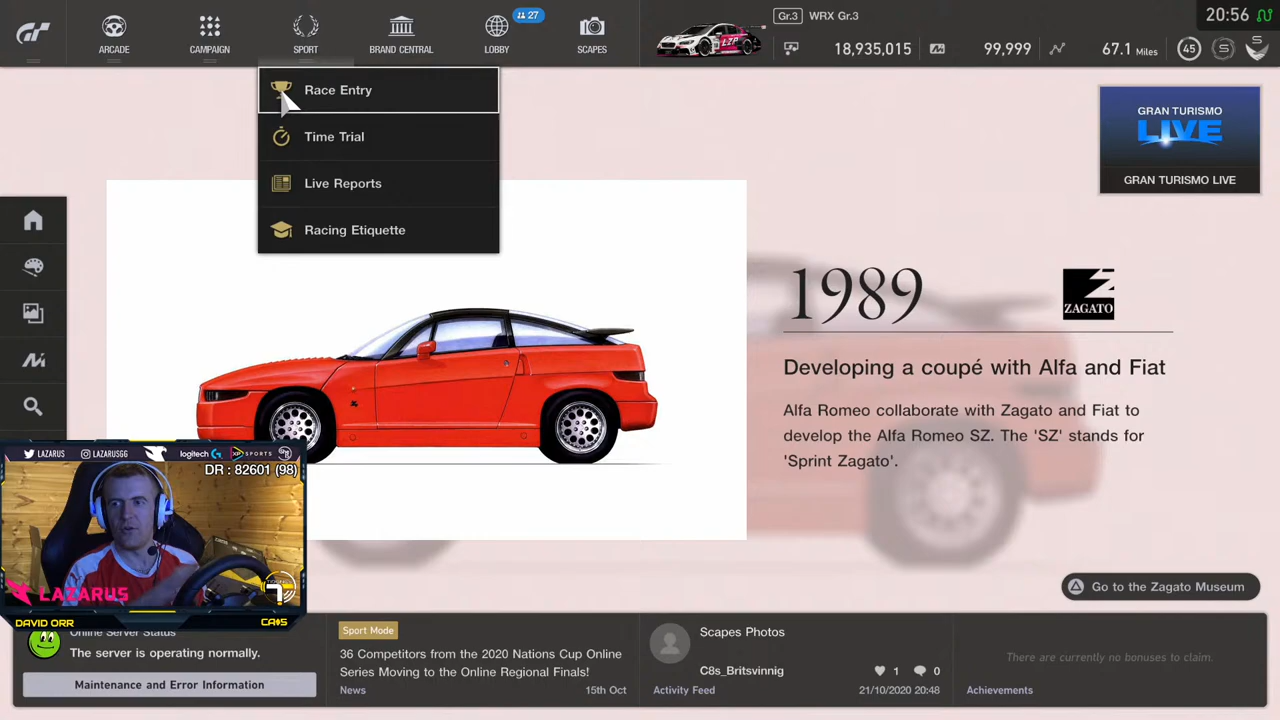 ARCADE
CAMPAIGN
SPORT
BRAND CENTRAL
27
LOBBY
SCAPES
Gr.3 WRX Gr.3
18,935,015
99,999
67.1 Miles
45
S
S
20:56
Race Entry
Time Trial
Live Reports
Racing Etiquette
GRAN TURISMO
LIVE
GRAN TURISMO LIVE
1989
ZAGATO
Developing a coupé with Alfa and Fiat
Alfa Romeo collaborate with Zagato and Fiat to
develop the Alfa Romeo SZ. The 'SZ' stands for
'Sprint Zagato'.
Go to the Zagato Museum
LAZARUS
LAZARUSGG
logitech G
SPORTS
DR : 82601 (98)
LAZARUS
DAVID ORR
Online Server Status
The server is operating normally.
Maintenance and Error Information
Sport Mode
36 Competitors from the 2020 Nations Cup Online
Series Moving to the Online Regional Finals!
News
15th Oct
Scapes Photos
C8s_Britsvinnig
1
0
Activity Feed
21/10/2020 20:48
There are currently no bonuses to claim.
Achievements